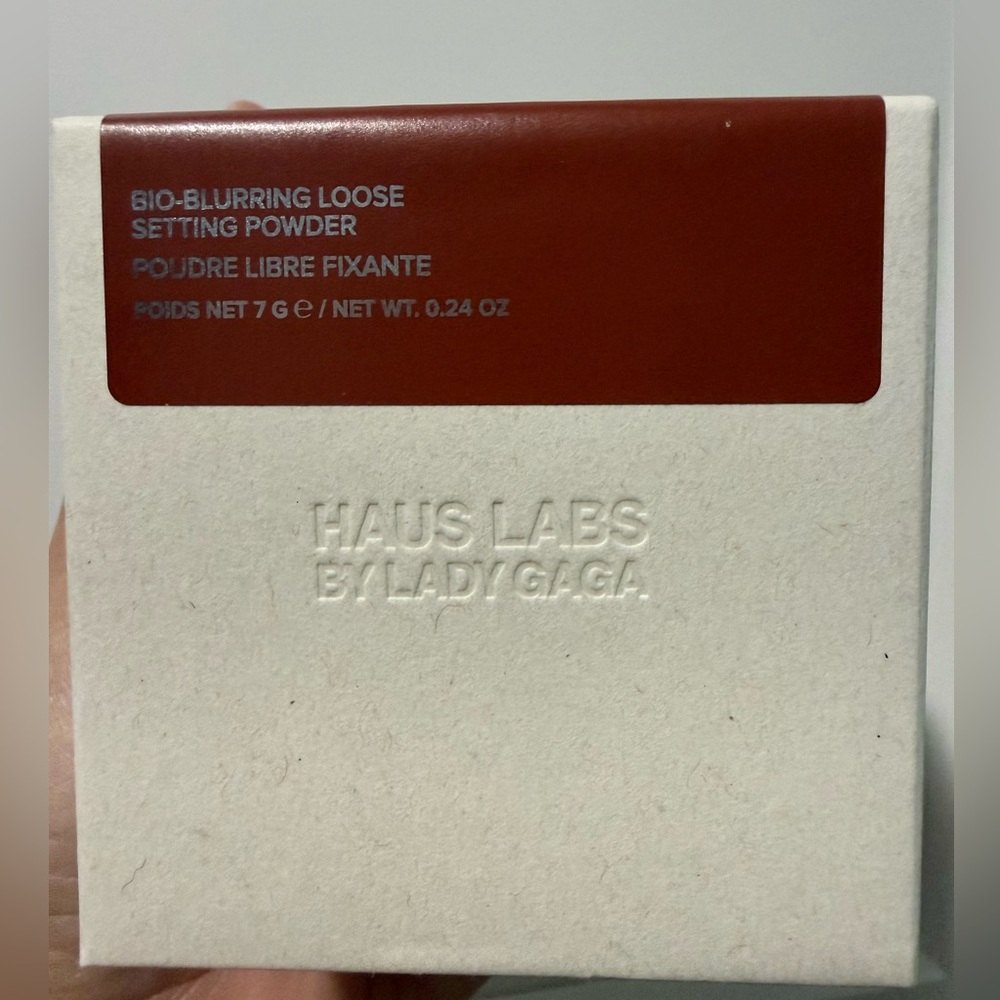 BIO-BLURRING LOOSE
SETTING POWDER
POUDRE LIBRE FIXANTE
POIDS NET 7 G ℮ / NET WT. 0.24 OZ
HAUS LABS
BY LADY GAGA